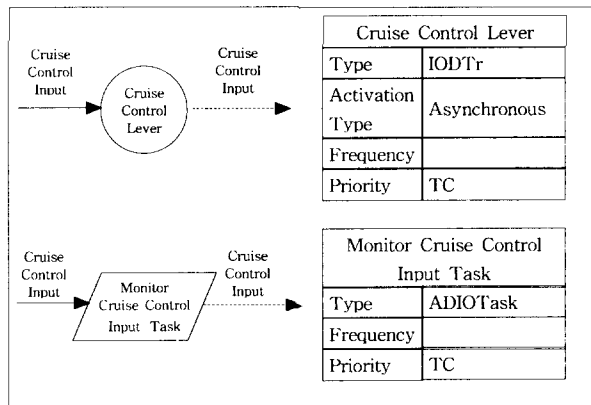 Cruise
Control
Input
Cruise
Control
Lever
Cruise
Control
Input
Cruise Control Lever
Type IODTr
Activation
Type
Asynchronous
Frequency
Priority TC
Cruise
Control
Input
Monitor
Cruise Control
Input Task
Cruise
Control
Input
Monitor Cruise Control
Input Task
Type ADIOTask
Frequency
Priority TC